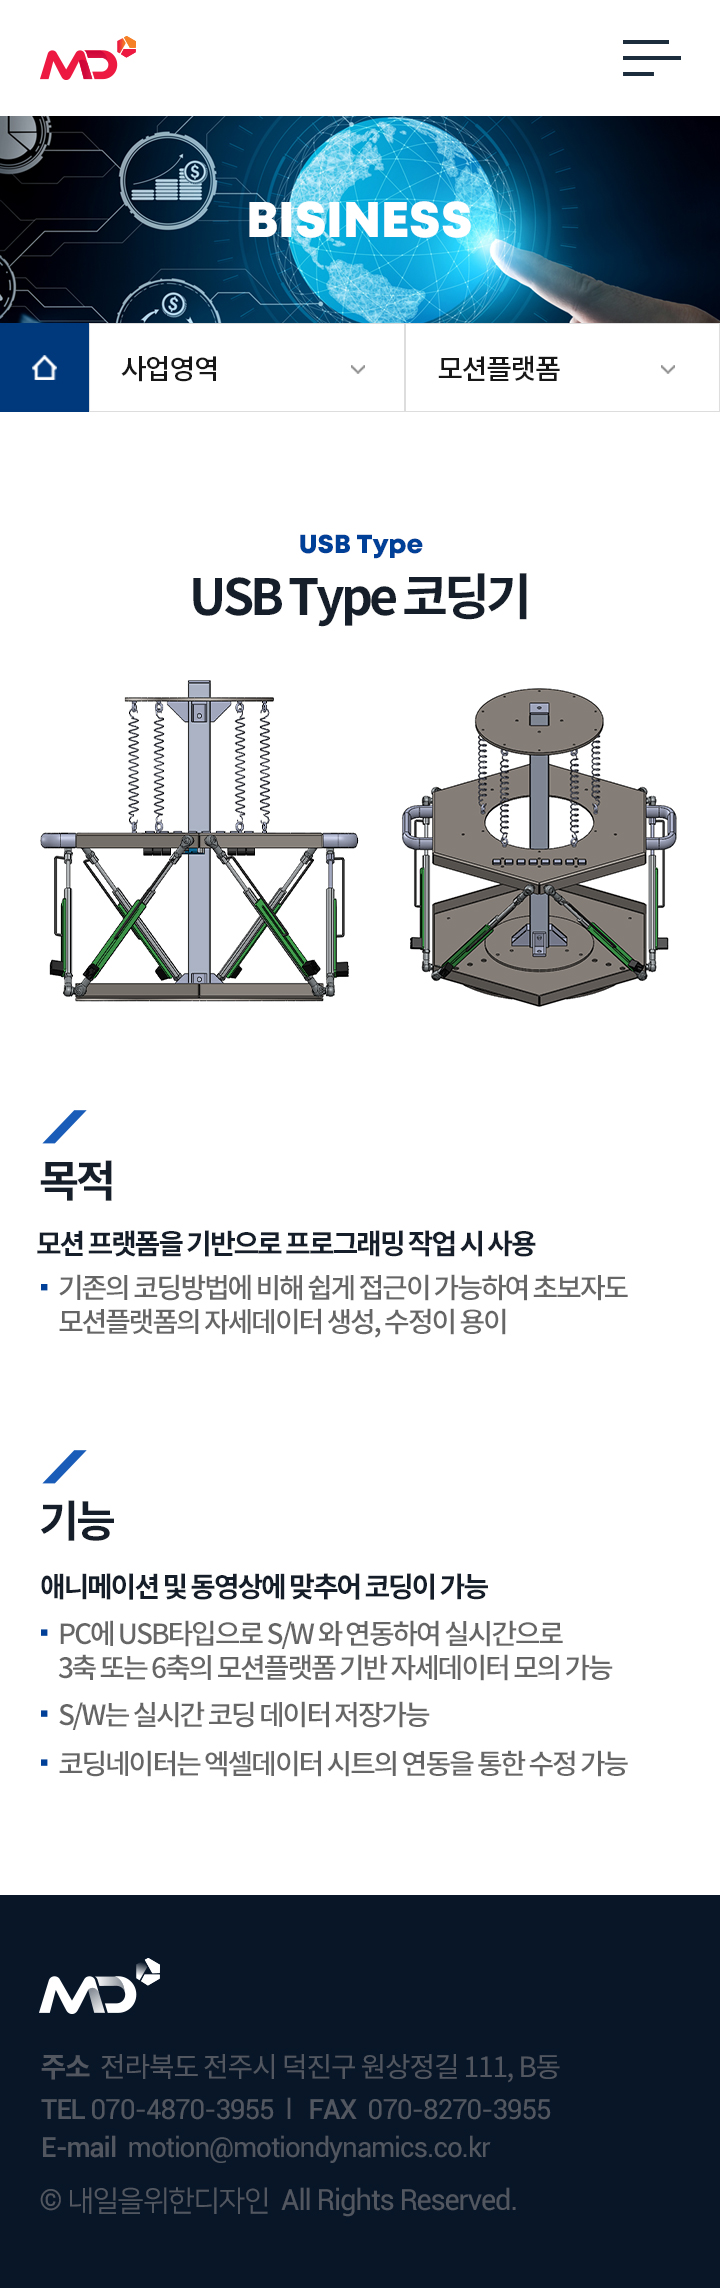 MD
BISINESS
사업영역
모션플랫폼
USB Type
USB Type 코딩기
목적
모션 프랫폼을 기반으로 프로그래밍 작업 시 사용
기존의 코딩방법에 비해 쉽게 접근이 가능하여 초보자도
모션플랫폼의 자세데이터 생성, 수정이 용이
기능
애니메이션 및 동영상에 맞추어 코딩이 가능
PC에 USB타입으로 S/W 와 연동하여 실시간으로
3축 또는 6축의 모션플랫폼 기반 자세데이터 모의 가능
S/W는 실시간 코딩 데이터 저장가능
코딩네이터는 엑셀데이터 시트의 연동을 통한 수정 가능
MD
주소 전라북도 전주시 덕진구 원상정길 111, B동
TEL 070-4870-3955 | FAX 070-8270-3955
E-mail motion@motiondynamics.co.kr
© 내일을위한디자인 All Rights Reserved.